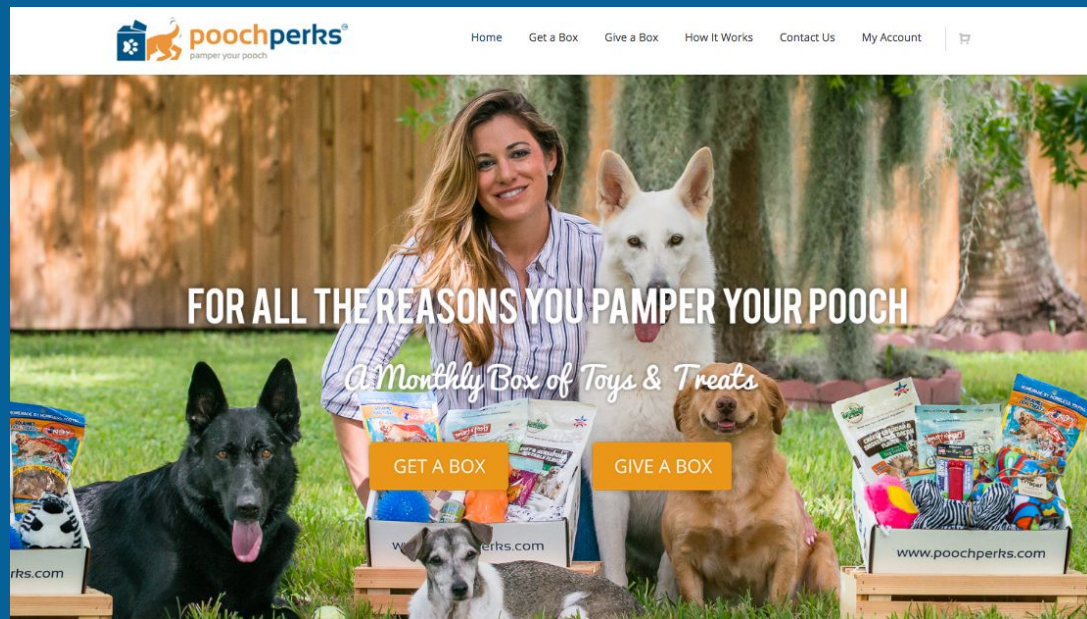 poochperks
pamper your pooch
Home Get a Box Give a Box How It Works Contact Us My Account
FOR ALL THE REASONS YOU PAMPER YOUR POOCH
A Monthly Box of Toys & Treats
GET A BOX GIVE A BOX
rks.com
erks.com
www.poochperks.com